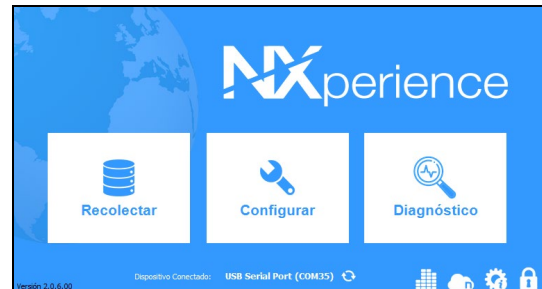 NXperience
Recolectar
Configurar
Diagnóstico
Dispositivo Conectado: USB Serial Port (COM35)
Versión 2.0.6.00